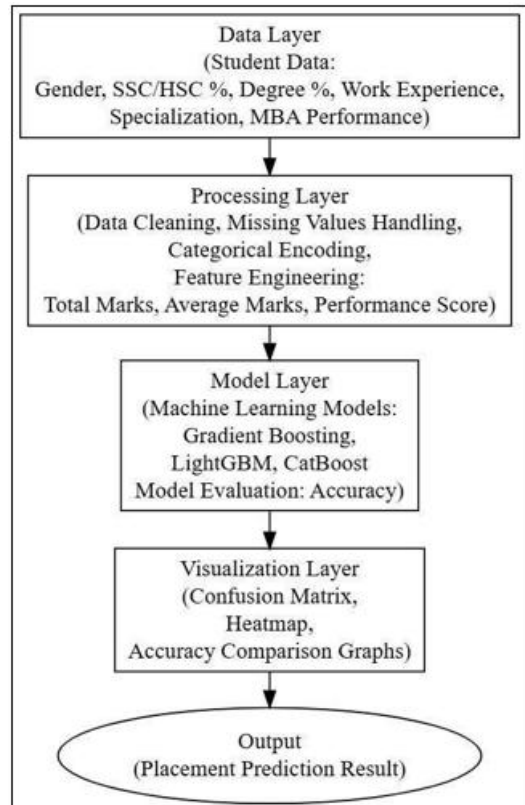 Data Layer
(Student Data:
Gender, SSC/HSC %, Degree %, Work Experience,
Specialization, MBA Performance)
Processing Layer
(Data Cleaning, Missing Values Handling,
Categorical Encoding,
Feature Engineering:
Total Marks, Average Marks, Performance Score)
Model Layer
(Machine Learning Models:
Gradient Boosting,
LightGBM, CatBoost
Model Evaluation: Accuracy)
Visualization Layer
(Confusion Matrix,
Heatmap,
Accuracy Comparison Graphs)
Output
(Placement Prediction Result)